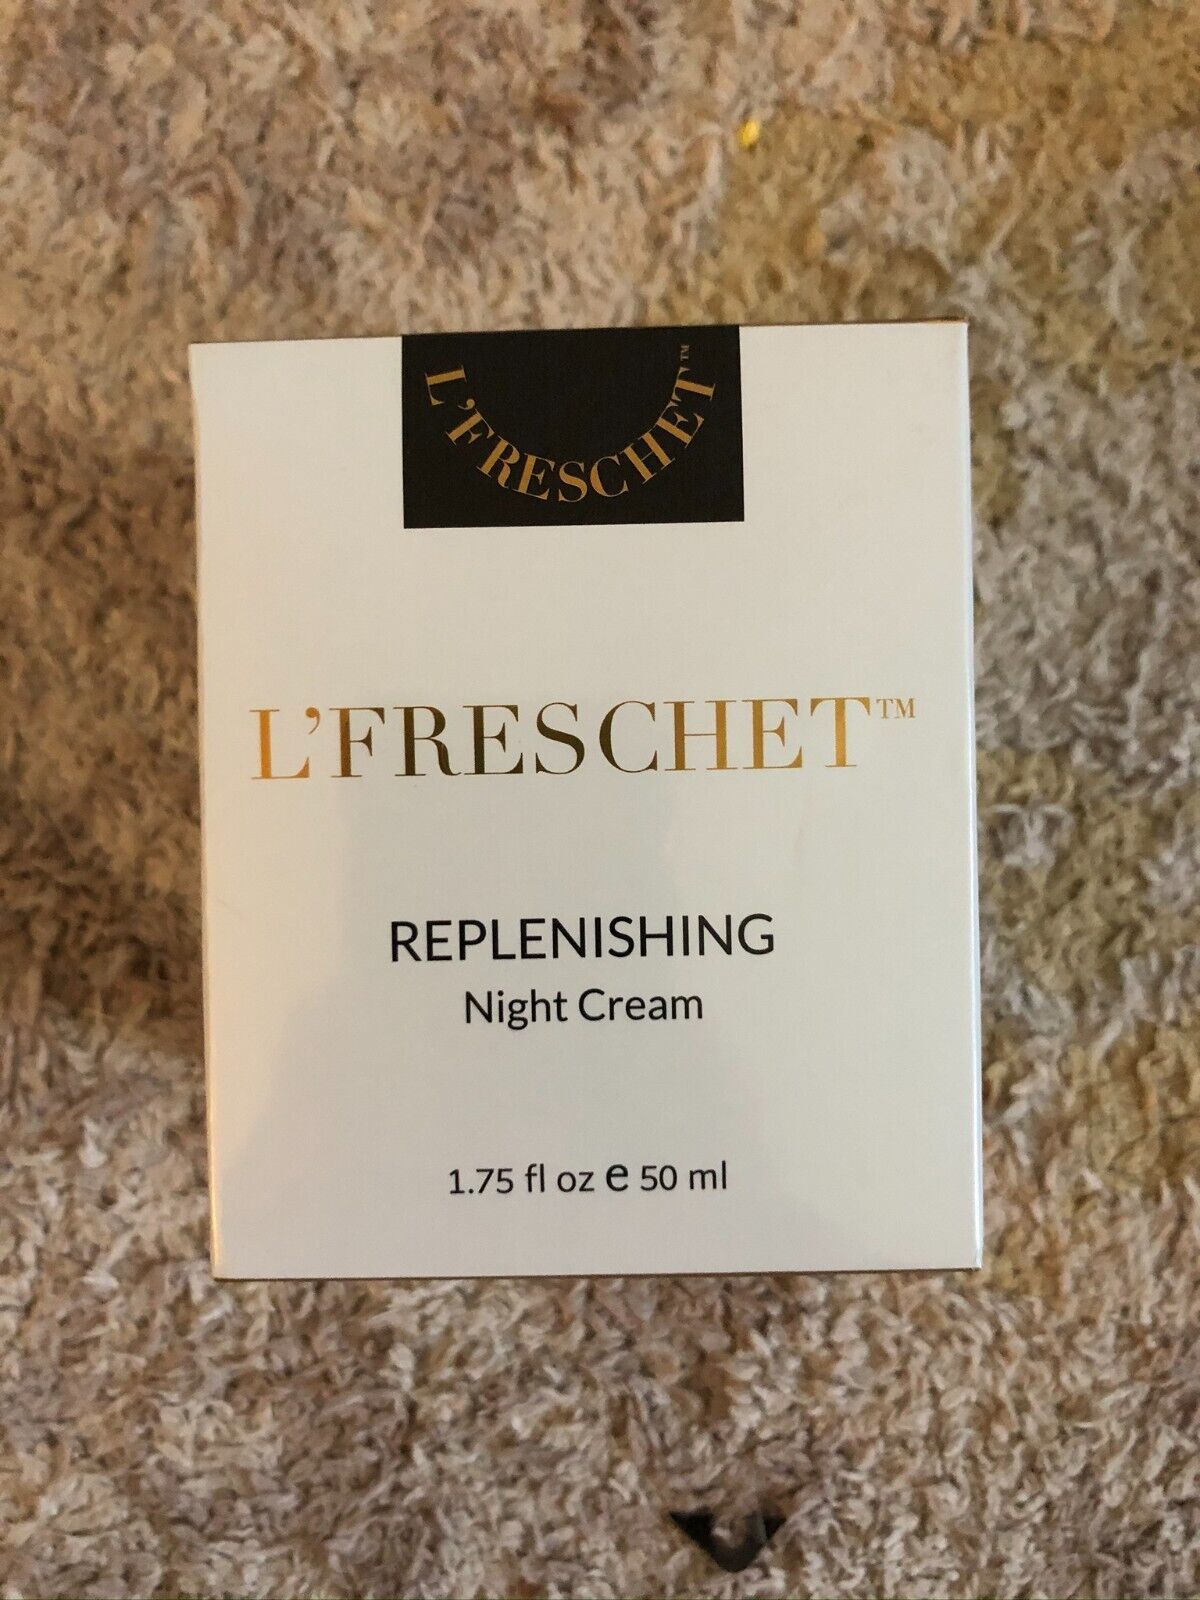 L'FRESCHET™
L'FRESCHET™
REPLENISHING
Night Cream
1.75 fl oz e 50 ml